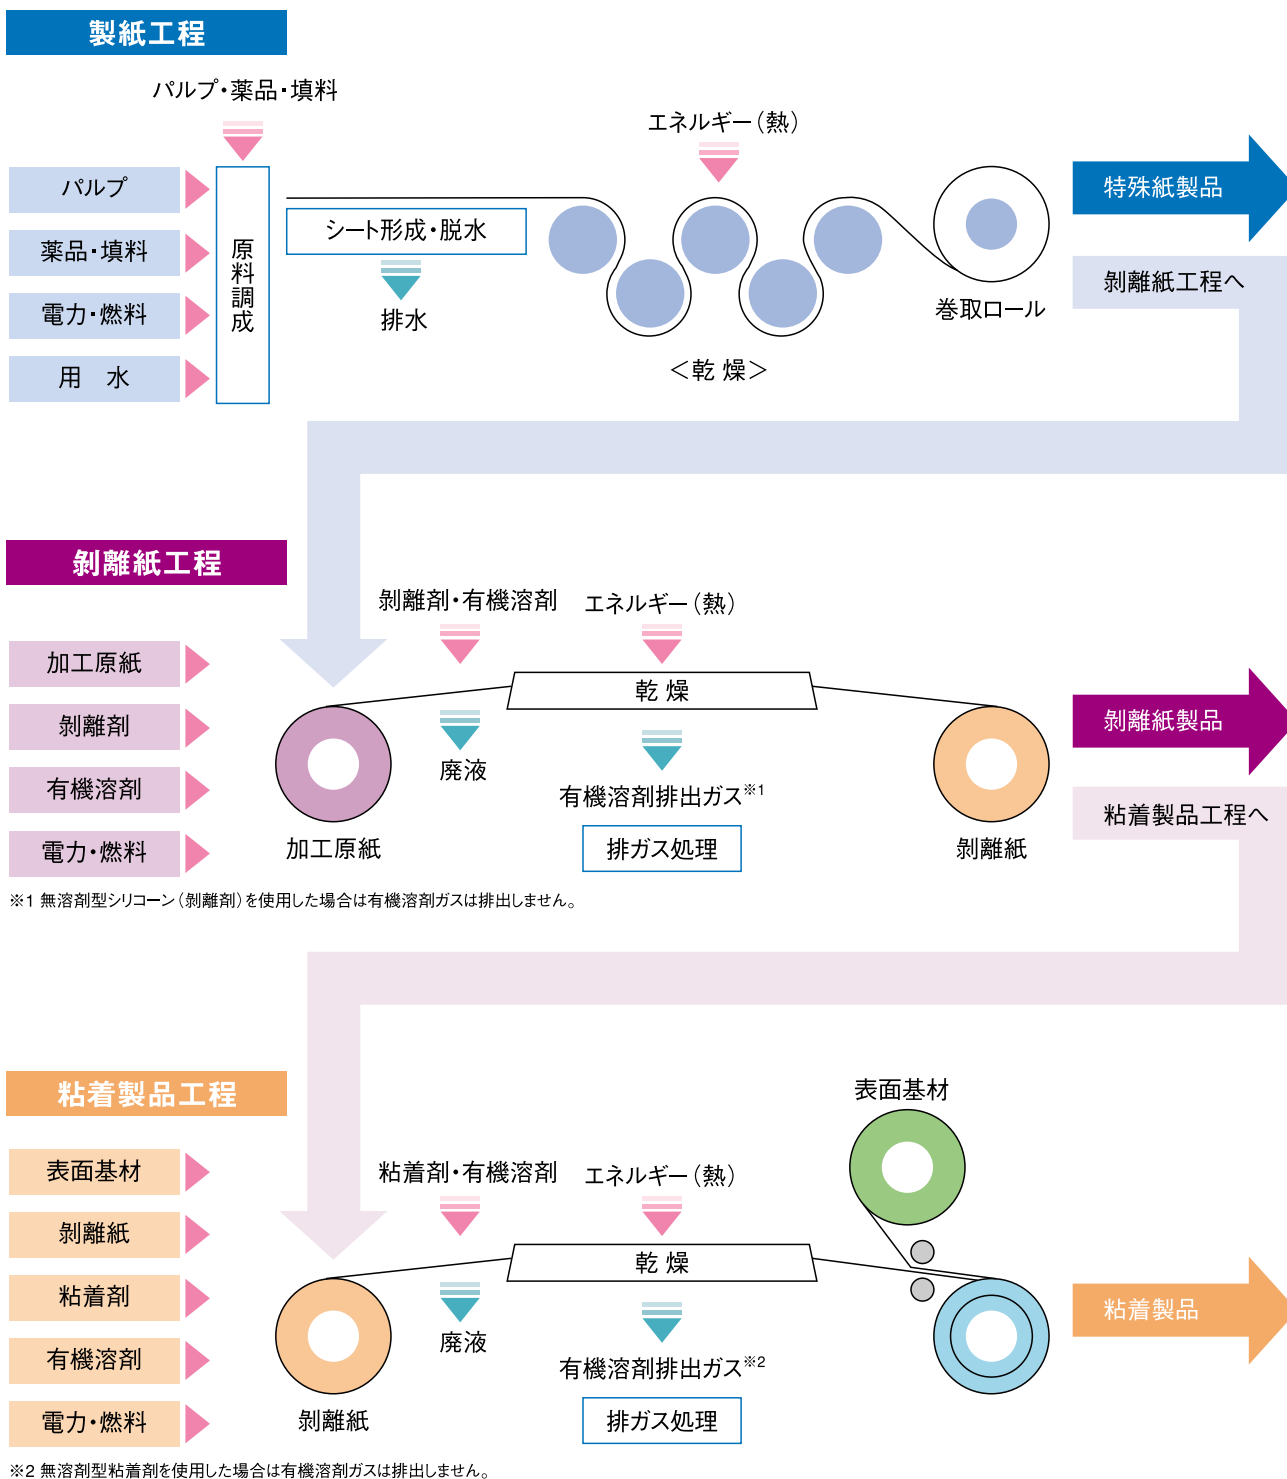 製紙工程
パルプ・薬品・填料
エネルギー（熱）
パルプ
薬品・填料
電力・燃料
用　水
原料調成
シート形成・脱水
排水
＜乾 燥＞
巻取ロール
特殊紙製品
剝離紙工程へ
剝離紙工程
剝離剤・有機溶剤
エネルギー（熱）
加工原紙
剝離剤
有機溶剤
電力・燃料
乾 燥
廃液
有機溶剤排出ガス※1
排ガス処理
加工原紙
剝離紙
剝離紙製品
粘着製品工程へ
※1 無溶剤型シリコーン（剝離剤）を使用した場合は有機溶剤ガスは排出しません。
粘着製品工程
表面基材
粘着剤・有機溶剤
エネルギー（熱）
表面基材
剝離紙
粘着剤
有機溶剤
電力・燃料
乾 燥
廃液
有機溶剤排出ガス※2
排ガス処理
剝離紙
粘着製品
※2 無溶剤型粘着剤を使用した場合は有機溶剤ガスは排出しません。